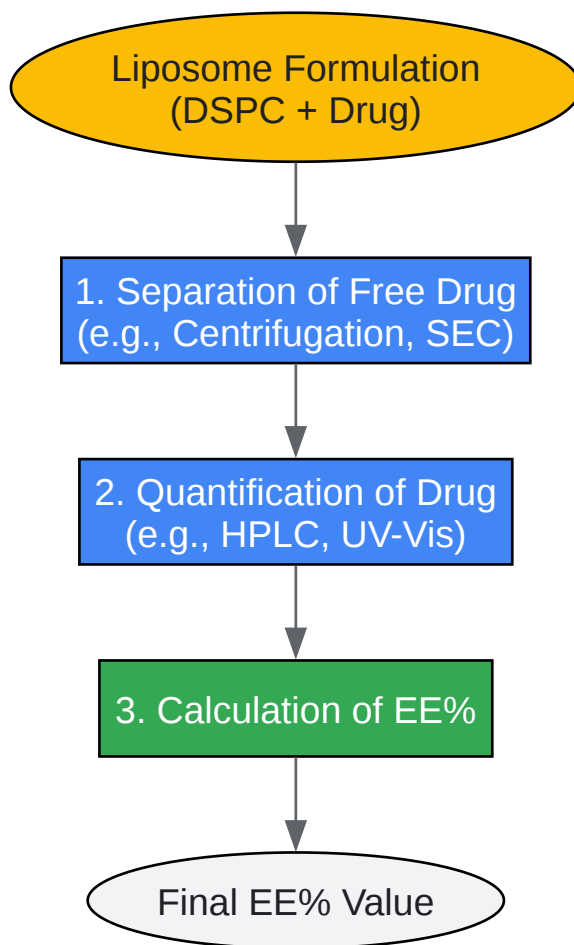 Liposome Formulation
(DSPC + Drug)
1. Separation of Free Drug
(e.g., Centrifugation, SEC)
2. Quantification of Drug
(e.g., HPLC, UV-Vis)
3. Calculation of EE%
Final EE% Value